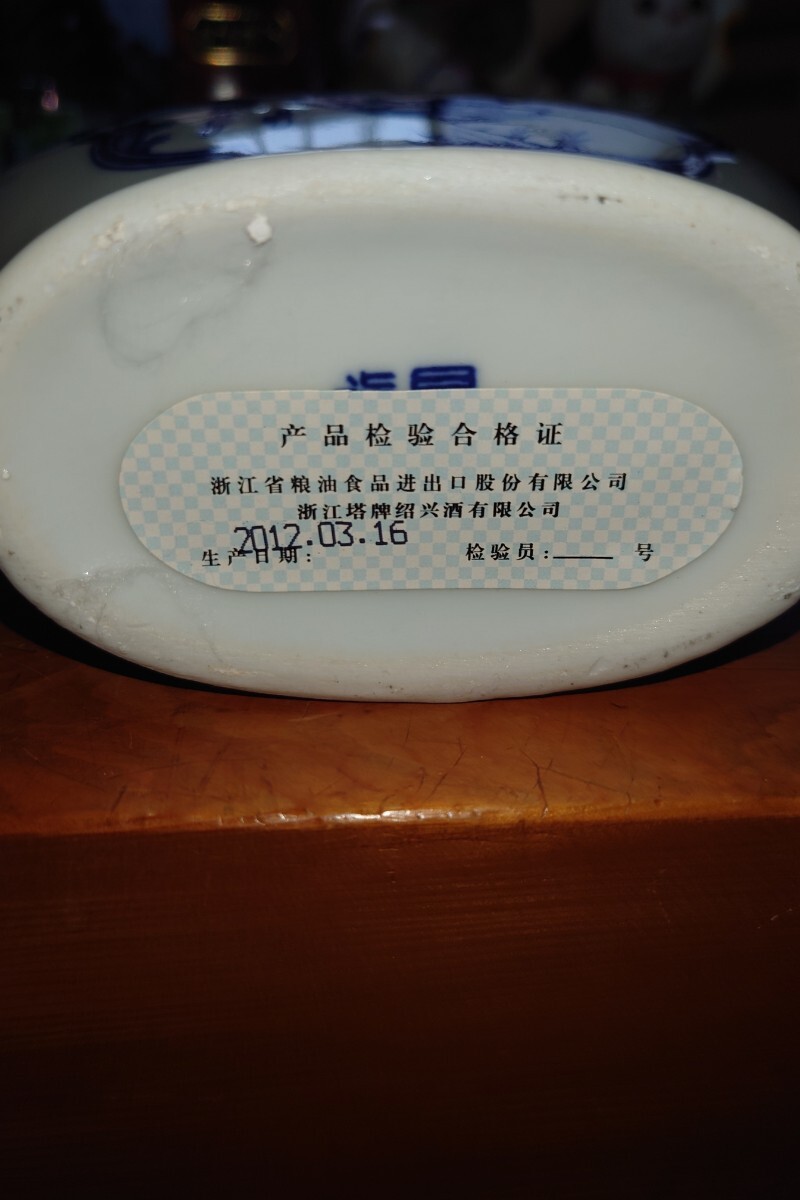 产品检验合格证
浙江省粮油食品进出口股份有限公司
浙江塔牌绍兴酒有限公司
2012.03.16
生产日期: 检验员:_____ 号